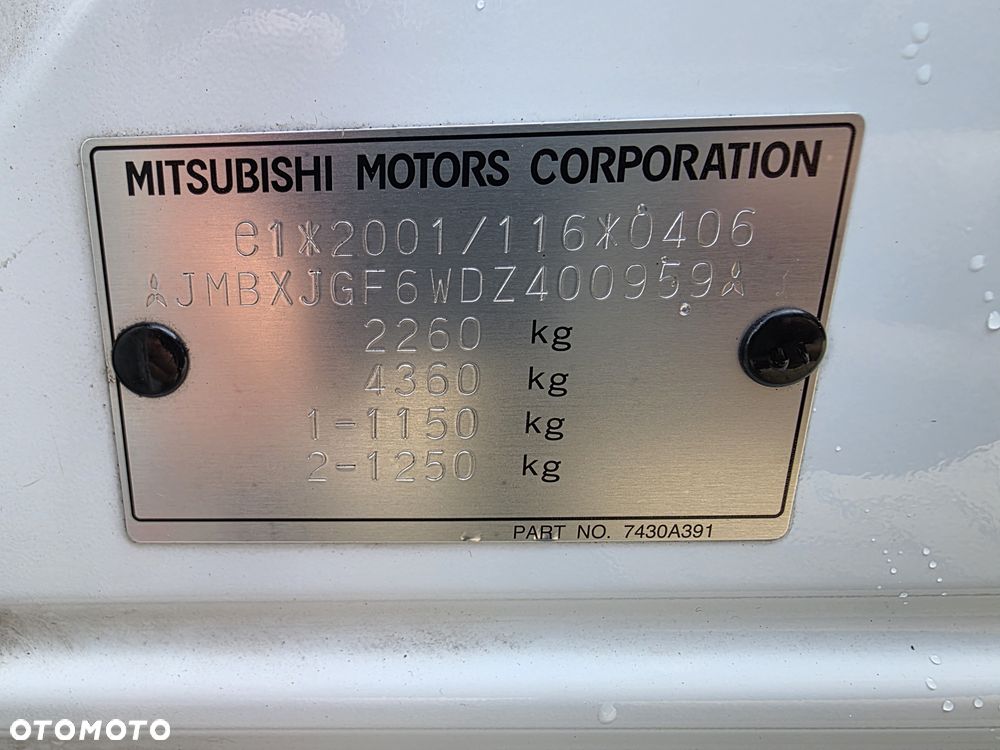 MITSUBISHI MOTORS CORPORATION
e1*2001/116*0406
JMBXJGF6WDZ400959
2260 kg
4360 kg
1-1150 kg
2-1250 kg
PART NO. 7430A391
OTOMOTO